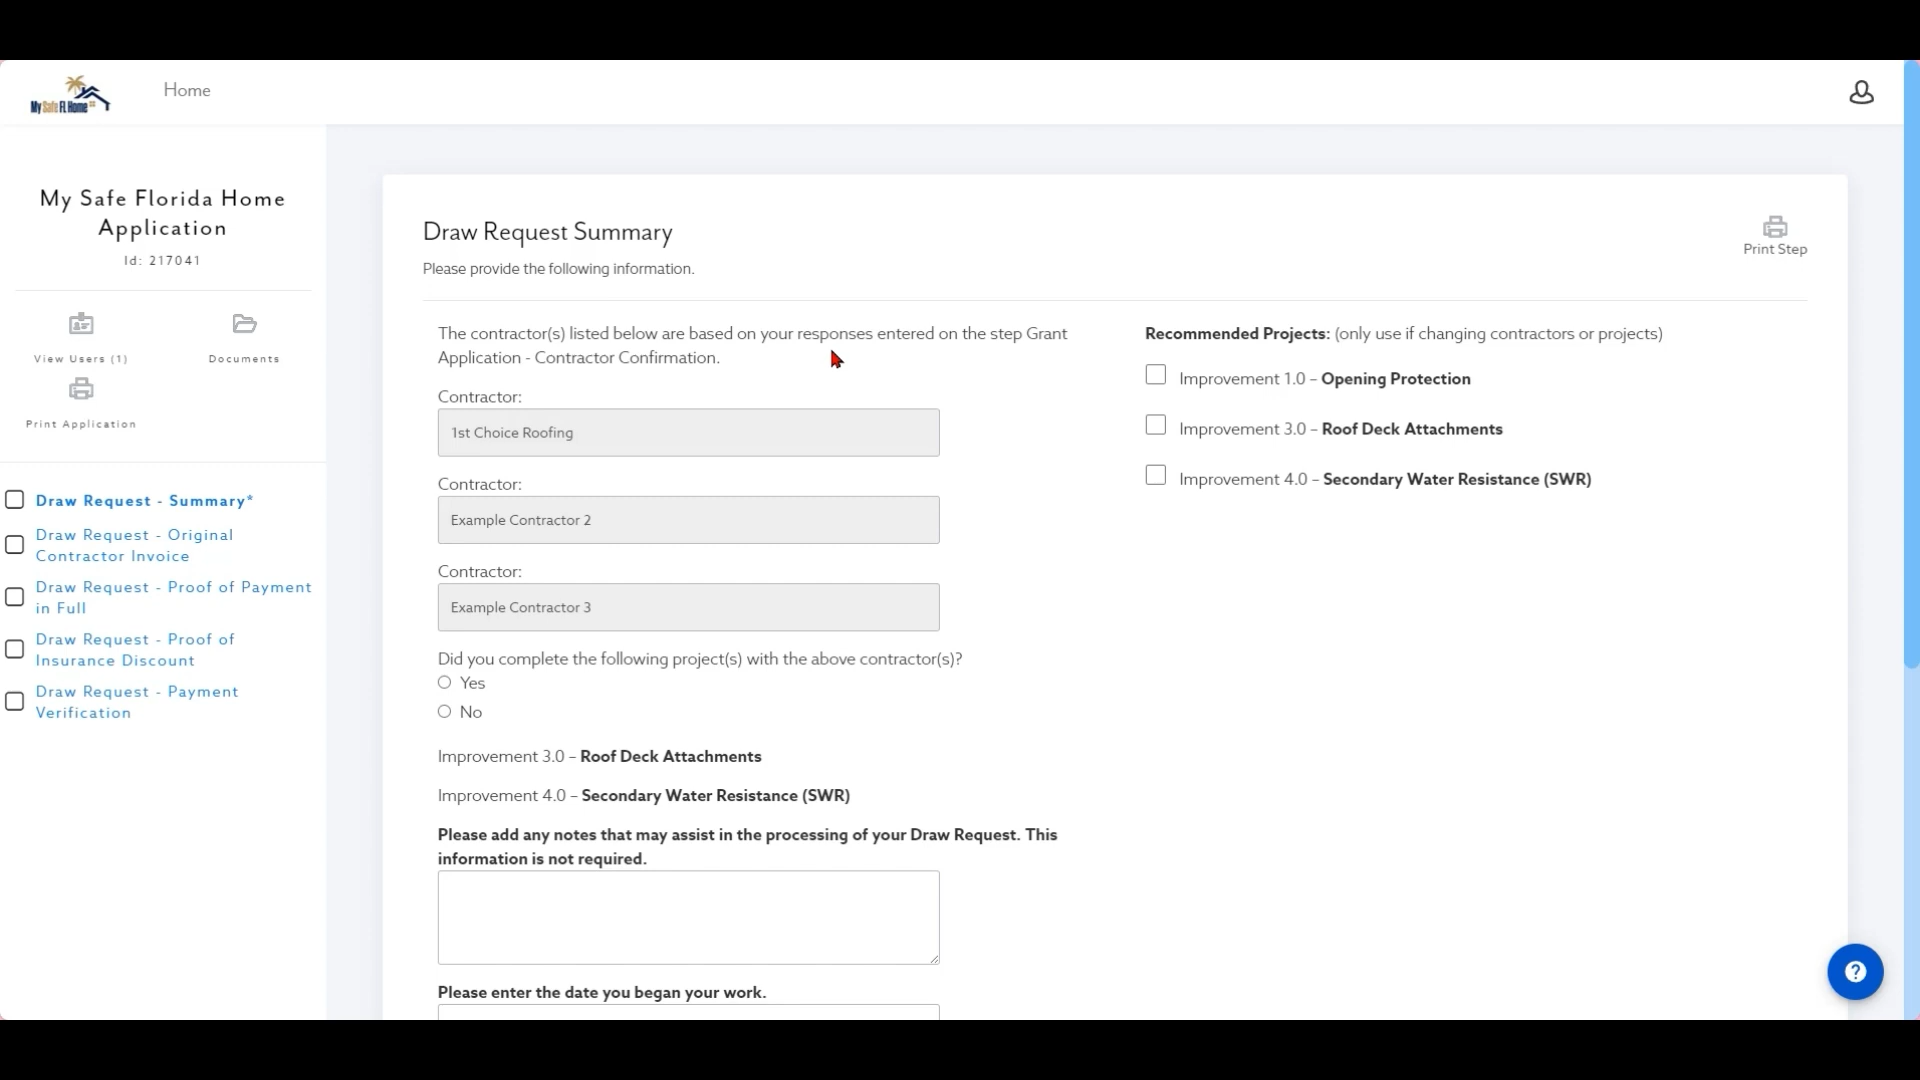 My Safe FL Home
Home
My Safe Florida Home
Application
Id: 217041
View Users (1)
Documents
Print Application
Draw Request - Summary*
Draw Request - Original
Contractor Invoice
Draw Request - Proof of Payment
in Full
Draw Request - Proof of
Insurance Discount
Draw Request - Payment
Verification
Draw Request Summary
Print Step
Please provide the following information.
The contractor(s) listed below are based on your responses entered on the step Grant
Application - Contractor Confirmation.
Contractor:
1st Choice Roofing
Contractor:
Example Contractor 2
Contractor:
Example Contractor 3
Did you complete the following project(s) with the above contractor(s)?
Yes
No
Improvement 3.0 – Roof Deck Attachments
Improvement 4.0 – Secondary Water Resistance (SWR)
Please add any notes that may assist in the processing of your Draw Request. This
information is not required.
Please enter the date you began your work.
Recommended Projects: (only use if changing contractors or projects)
Improvement 1.0 – Opening Protection
Improvement 3.0 – Roof Deck Attachments
Improvement 4.0 – Secondary Water Resistance (SWR)
?